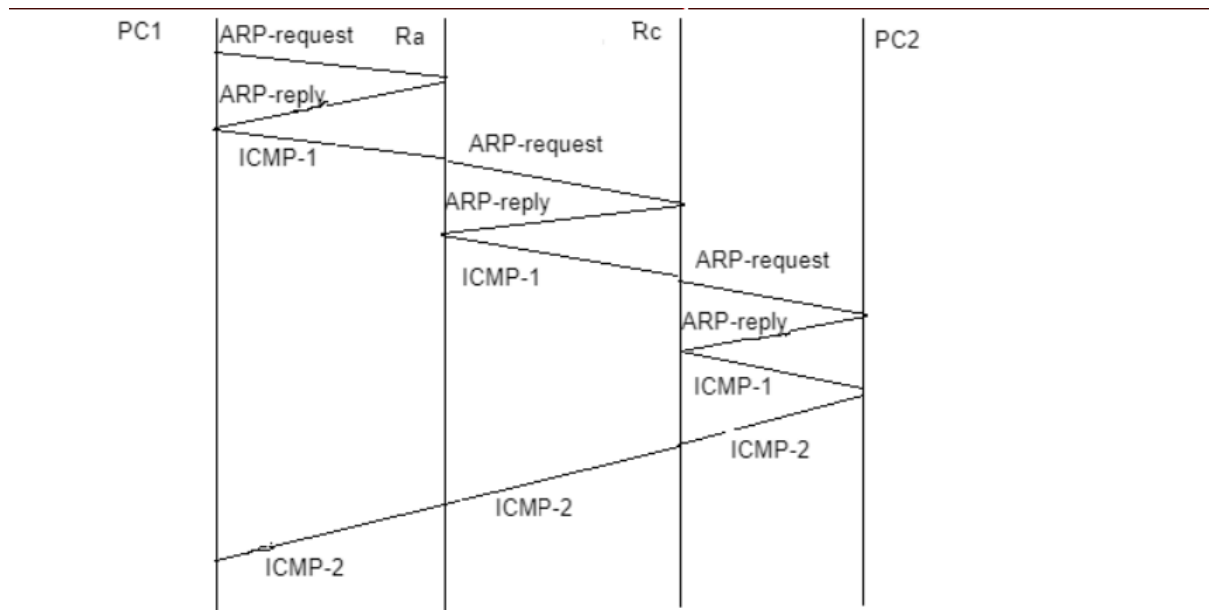 PC1
Ra
Rc
PC2
ARP-request
ARP-reply
ICMP-1
ARP-request
ARP-reply
ICMP-1
ARP-request
ARP-reply
ICMP-1
ICMP-2
ICMP-2
ICMP-2